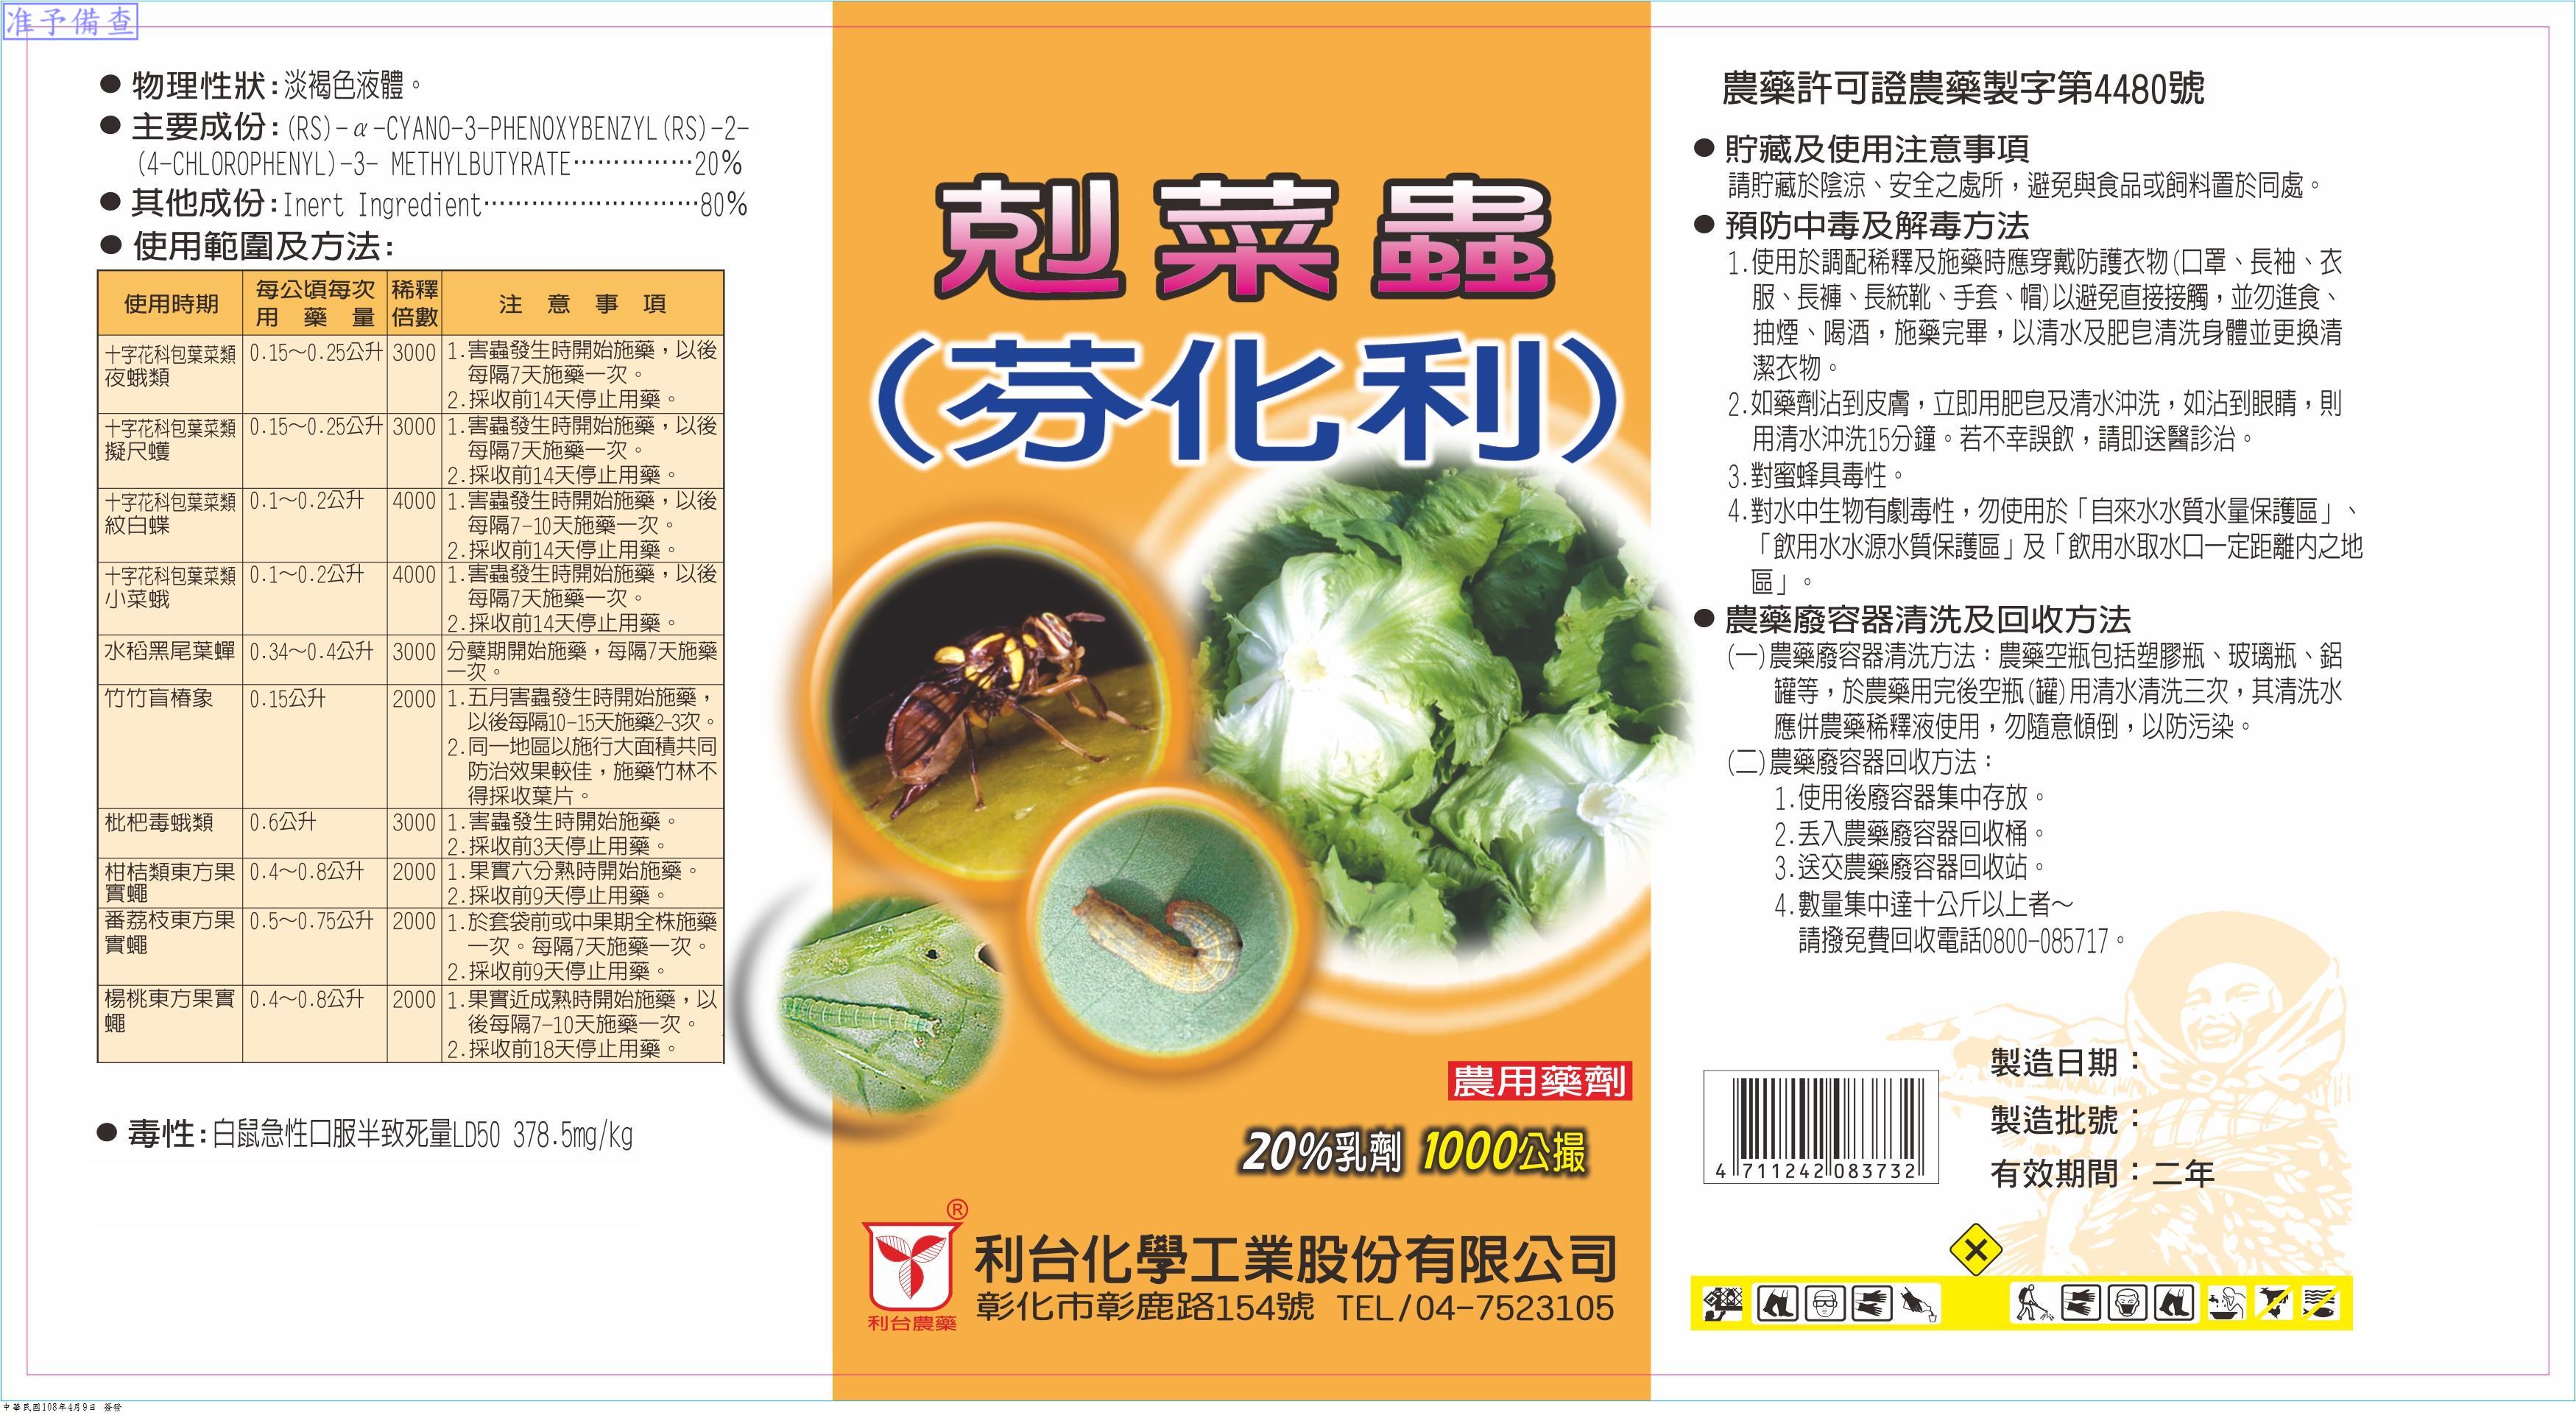 准予備查
● 物理性狀:淡褐色液體。
● 主要成份:(RS)-α-CYANO-3-PHENOXYBENZYL(RS)-2-
(4-CHLOROPHENYL)-3- METHYLBUTYRATE……………20%
● 其他成份:Inert Ingredient………………………80%
● 使用範圍及方法:
使用時期 每公頃每次用藥量 稀釋倍數 注意事項
十字花科包葉菜類 0.15～0.25公升 3000 1.害蟲發生時開始施藥，以後
夜蛾類 每隔7天施藥一次。
2.採收前14天停止用藥。
十字花科包葉菜類 0.15～0.25公升 3000 1.害蟲發生時開始施藥，以後
擬尺蠖 每隔7天施藥一次。
2.採收前14天停止用藥。
十字花科包葉菜類 0.1～0.2公升 4000 1.害蟲發生時開始施藥，以後
紋白蝶 每隔7-10天施藥一次。
2.採收前14天停止用藥。
十字花科包葉菜類 0.1～0.2公升 4000 1.害蟲發生時開始施藥，以後
小菜蛾 每隔7天施藥一次。
2.採收前14天停止用藥。
水稻黑尾葉蟬 0.34～0.4公升 3000 分蘗期開始施藥，每隔7天施藥
一次。
竹竹盲椿象 0.15公升 2000 1.五月害蟲發生時開始施藥，
以後每隔10-15天施藥2-3次。
2.同一地區以施行大面積共同
防治效果較佳，施藥竹林不
得採收葉片。
枇杷毒蛾類 0.6公升 3000 1.害蟲發生時開始施藥。
2.採收前3天停止用藥。
柑桔類東方果 0.4～0.8公升 2000 1.果實六分熟時開始施藥。
實蠅 2.採收前9天停止用藥。
番荔枝東方果 0.5～0.75公升 2000 1.於套袋前或中果期全株施藥
實蠅 一次。每隔7天施藥一次。
2.採收前9天停止用藥。
楊桃東方果實 0.4～0.8公升 2000 1.果實近成熟時開始施藥，以
蠅 後每隔7-10天施藥一次。
2.採收前18天停止用藥。
● 毒性:白鼠急性口服半致死量LD50 378.5mg/kg
剋菜蟲
(芬化利)
農用藥劑
20%乳劑 1000公撮
®
利台農藥
利台化學工業股份有限公司
彰化市彰鹿路154號 TEL/04-7523105
農藥許可證農藥製字第4480號
● 貯藏及使用注意事項
請貯藏於陰涼、安全之處所，避免與食品或飼料置於同處。
● 預防中毒及解毒方法
1.使用於調配稀釋及施藥時應穿戴防護衣物(口罩、長袖、衣
服、長褲、長統靴、手套、帽)以避免直接接觸，並勿進食、
抽煙、喝酒，施藥完畢，以清水及肥皂清洗身體並更換清
潔衣物。
2.如藥劑沾到皮膚，立即用肥皂及清水沖洗，如沾到眼睛，則
用清水沖洗15分鐘。若不幸誤飲，請即送醫診治。
3.對蜜蜂具毒性。
4.對水中生物有劇毒性，勿使用於「自來水水質水量保護區」、
「飲用水水源水質保護區」及「飲用水取水口一定距離內之地
區」。
● 農藥廢容器清洗及回收方法
(一)農藥廢容器清洗方法：農藥空瓶包括塑膠瓶、玻璃瓶、鋁
罐等，於農藥用完後空瓶(罐)用清水清洗三次，其清洗水
應併農藥稀釋液使用，勿隨意傾倒，以防污染。
(二)農藥廢容器回收方法：
1.使用後廢容器集中存放。
2.丟入農藥廢容器回收桶。
3.送交農藥廢容器回收站。
4.數量集中達十公斤以上者～
請撥免費回收電話0800-085717。
製造日期：
製造批號：
有效期間：二年
4 711242 083732
中華民國108年4月9日 簽發